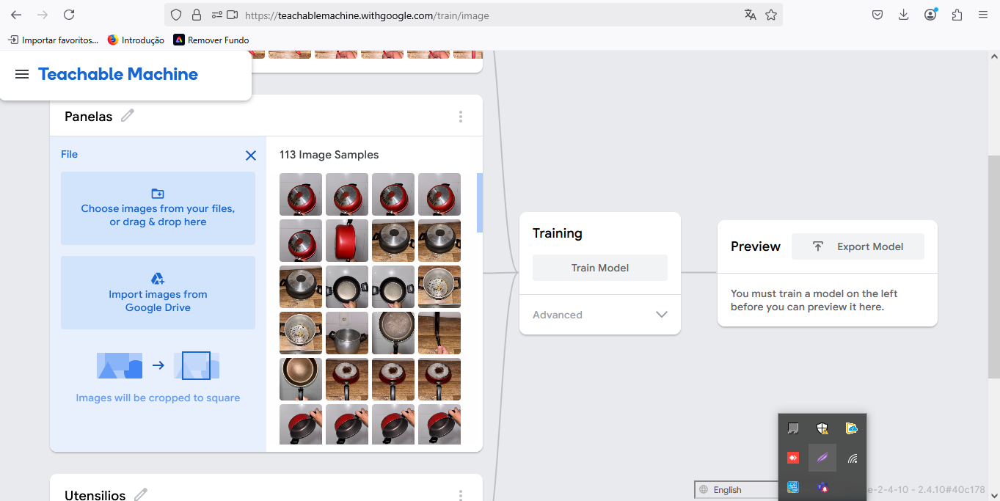 https://teachablemachine.withgoogle.com/train/image
Importar favoritos...
Introdução
Remover Fundo
Teachable Machine
Panelas
File
Choose images from your files,
or drag & drop here
Import images from
Google Drive
Images will be cropped to square
113 Image Samples
Training
Train Model
Advanced
Preview
Export Model
You must train a model on the left
before you can preview it here.
Utensilios
English
e-2-4-10 - 2.4.10#40c178